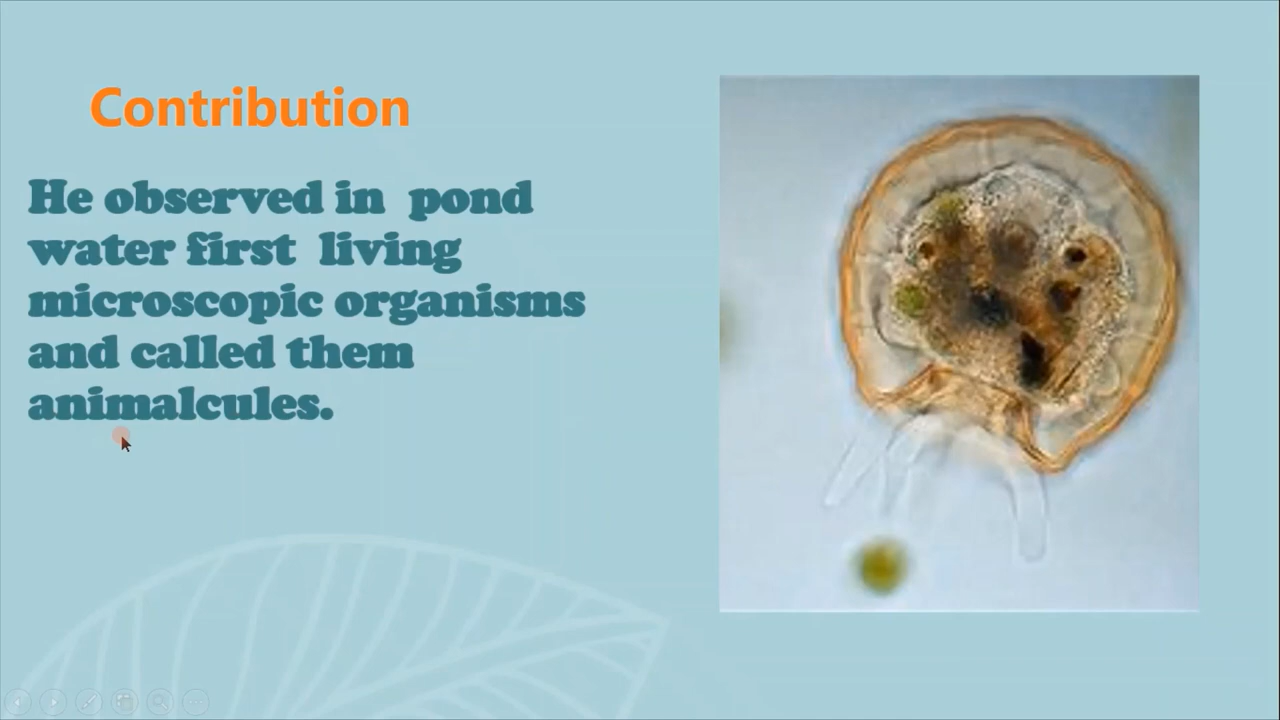 Contribution
He observed in pond
water first living
microscopic organisms
and called them
animalcules.